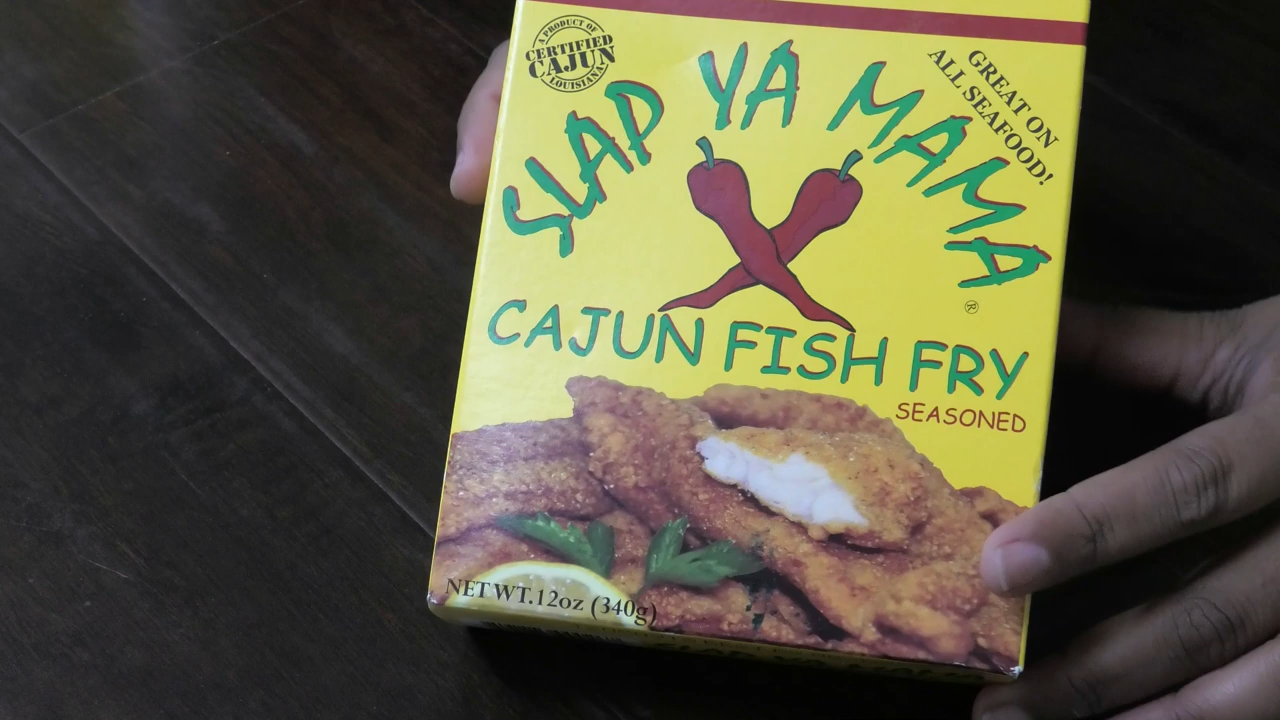 A PRODUCT OF
CERTIFIED
CAJUN
LOUISIANA
GREAT ON
ALL SEAFOOD!
SLAP YA MAMA
®
CAJUN FISH FRY
SEASONED
NET WT.12oz (340g)